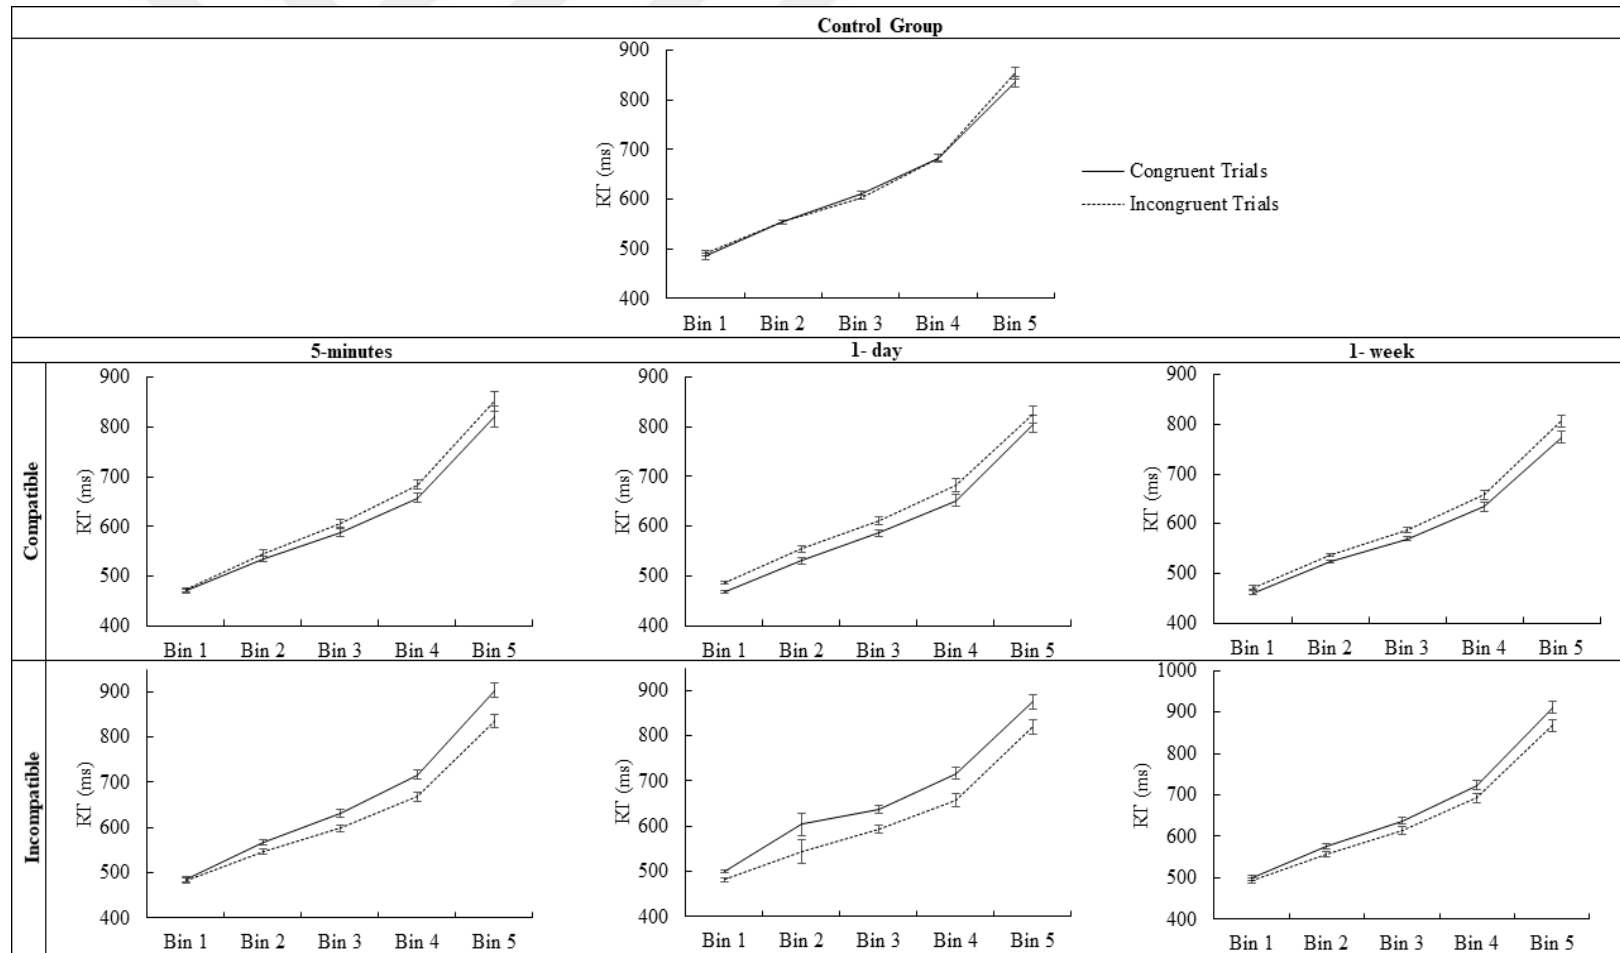 Control Group
900
800
700
600
500
400
RT (ms)
Bin 1 Bin 2 Bin 3 Bin 4 Bin 5
Congruent Trials
Incongruent Trials
5-minutes 1- day 1- week
Compatible
900
800
700
600
500
400
RT (ms)
Bin 1 Bin 2 Bin 3 Bin 4 Bin 5
900
800
700
600
500
400
RT (ms)
Bin 1 Bin 2 Bin 3 Bin 4 Bin 5
900
800
700
600
500
400
RT (ms)
Bin 1 Bin 2 Bin 3 Bin 4 Bin 5
Incompatible
900
800
700
600
500
400
RT (ms)
Bin 1 Bin 2 Bin 3 Bin 4 Bin 5
900
800
700
600
500
400
RT (ms)
Bin 1 Bin 2 Bin 3 Bin 4 Bin 5
1000
900
800
700
600
500
400
RT (ms)
Bin 1 Bin 2 Bin 3 Bin 4 Bin 5